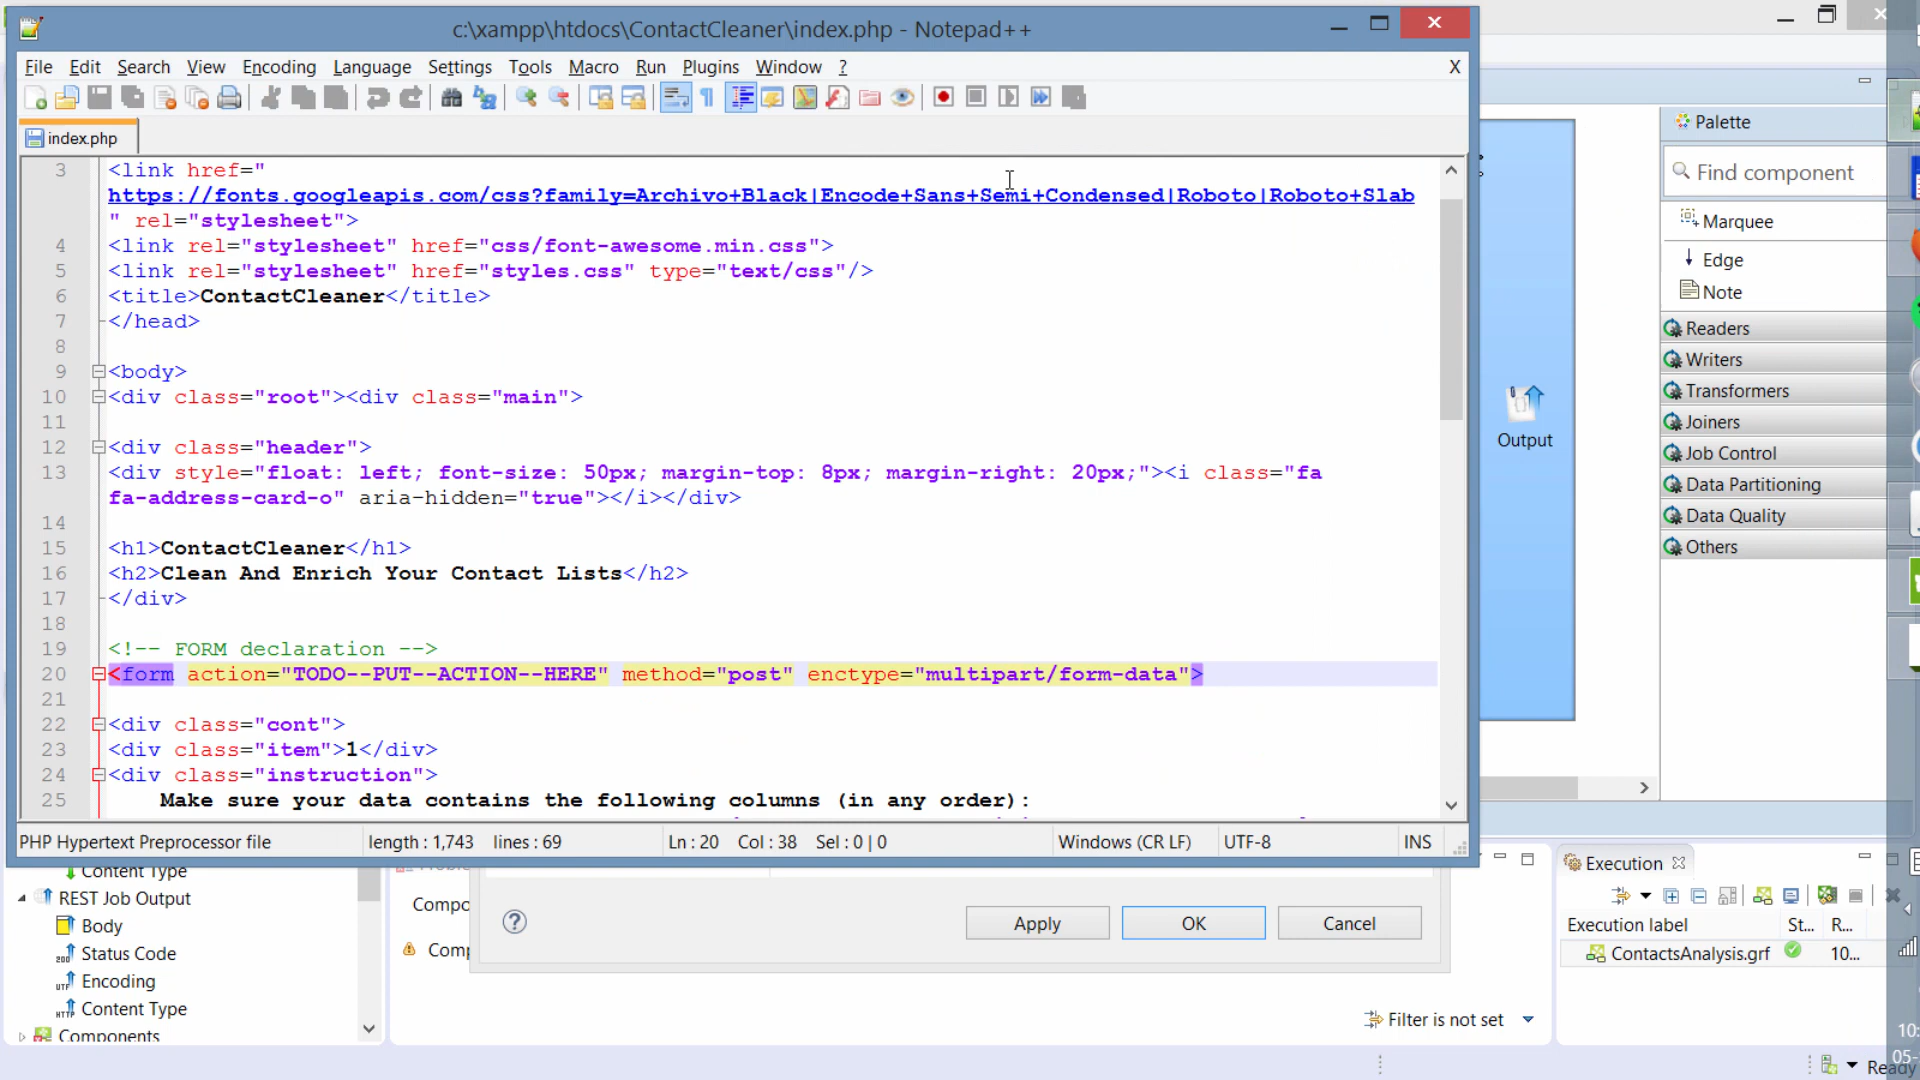 c:\xampp\htdocs\ContactCleaner\index.php - Notepad++
File Edit Search View Encoding Language Settings Tools Macro Run Plugins Window ? X
index.php
3 <link href="
https://fonts.googleapis.com/css?family=Archivo+Black|Encode+Sans+Semi+Condensed|Roboto|Roboto+Slab
" rel="stylesheet">
4 <link rel="stylesheet" href="css/font-awesome.min.css">
5 <link rel="stylesheet" href="styles.css" type="text/css"/>
6 <title>ContactCleaner</title>
7 </head>
8
9 <body>
10 <div class="root"><div class="main">
11
12 <div class="header">
13 <div style="float: left; font-size: 50px; margin-top: 8px; margin-right: 20px;"><i class="fa
fa-address-card-o" aria-hidden="true"></i></div>
14
15 <h1>ContactCleaner</h1>
16 <h2>Clean And Enrich Your Contact Lists</h2>
17 </div>
18
19 <!-- FORM declaration -->
20 <form action="TODO--PUT--ACTION--HERE" method="post" enctype="multipart/form-data">
21
22 <div class="cont">
23 <div class="item">1</div>
24 <div class="instruction">
25 Make sure your data contains the following columns (in any order):
PHP Hypertext Preprocessor file length : 1,743 lines : 69 Ln : 20 Col : 38 Sel : 0 | 0 Windows (CR LF) UTF-8 INS
Palette
Find component
Marquee
Edge
Note
Readers
Writers
Transformers
Joiners
Job Control
Data Partitioning
Data Quality
Others
Output
Content Type
REST Job Output
Body
Status Code
Encoding
Content Type
Components
Compo
Comp
Apply OK Cancel
Filter is not set
Execution
Execution label St... R...
ContactsAnalysis.grf 10...
10:
05-
Ready